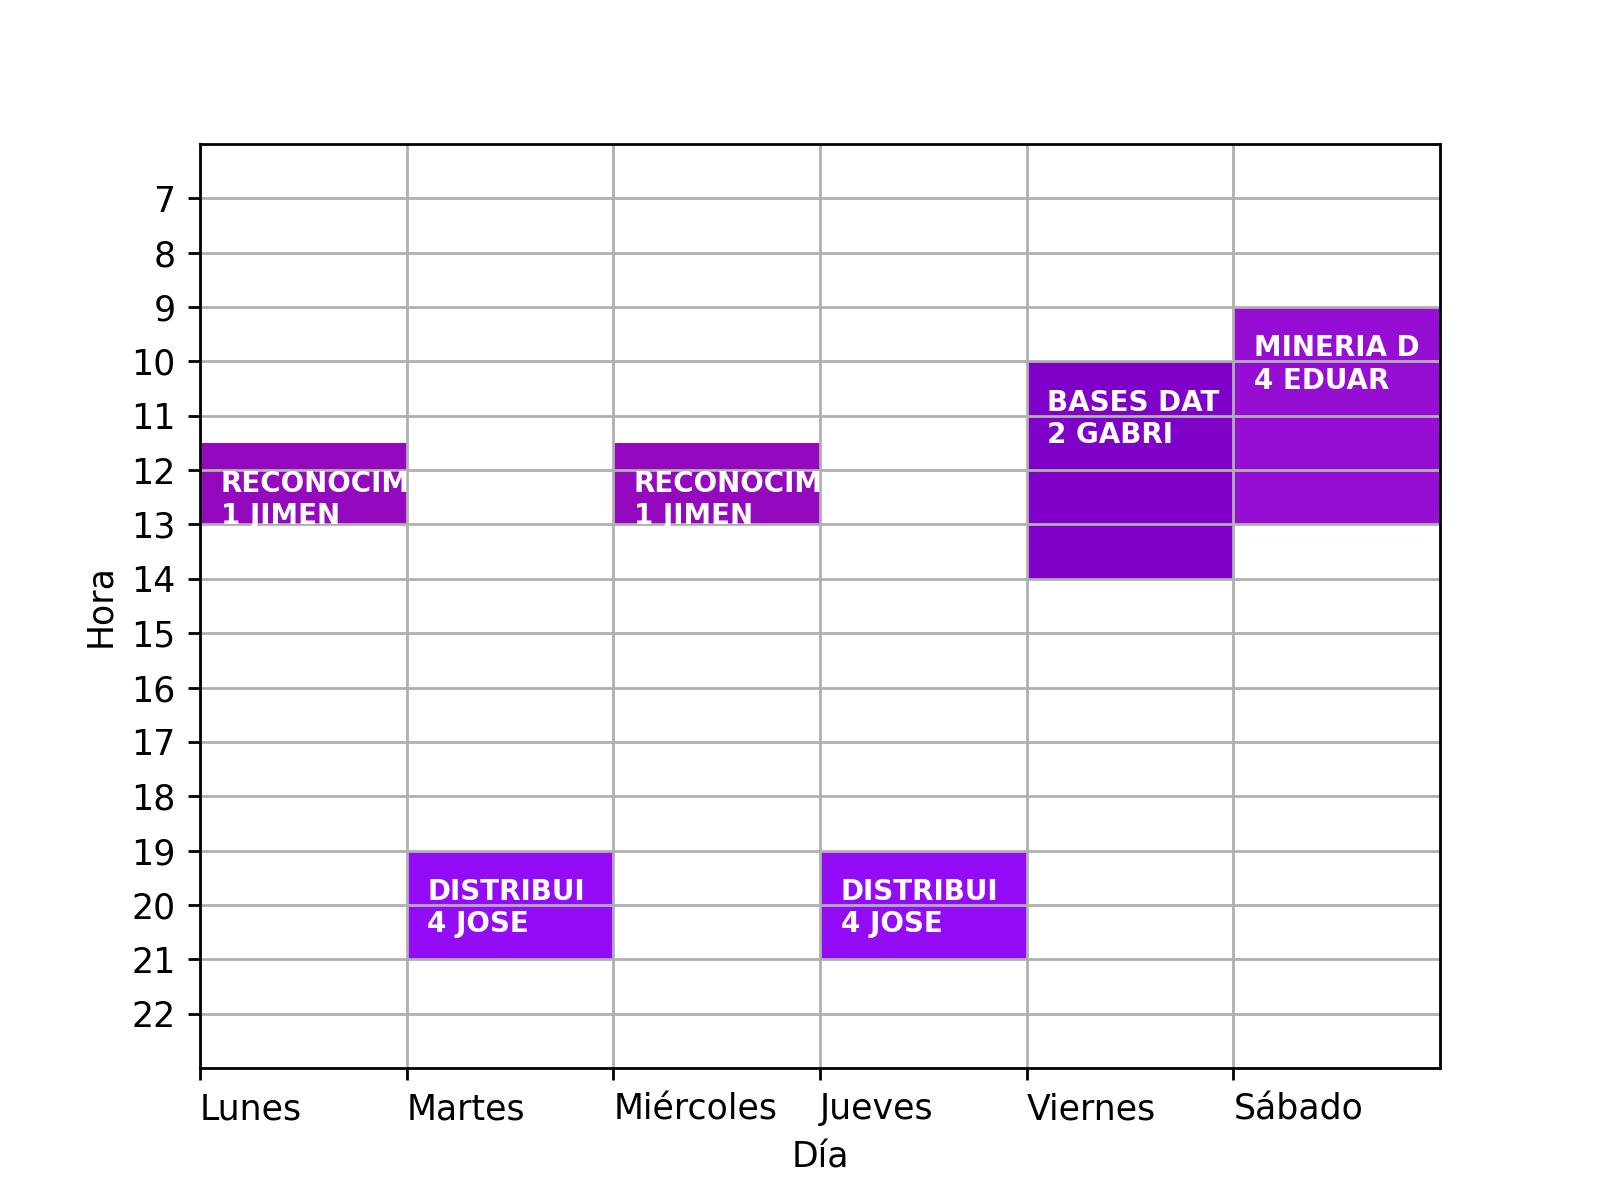 7
8
9
MINERIA D
10
4 EDUAR
BASES DAT
11
2 GABRI
12
RECONOCIM
RECONOCIM
1 JIMEN
1 JIMEN
13
14
Hora
15
16
17
18
19
DISTRIBUI
DISTRIBUI
20
4 JOSE
4 JOSE
21
22
Lunes Martes Miércoles Jueves Viernes Sábado
Día